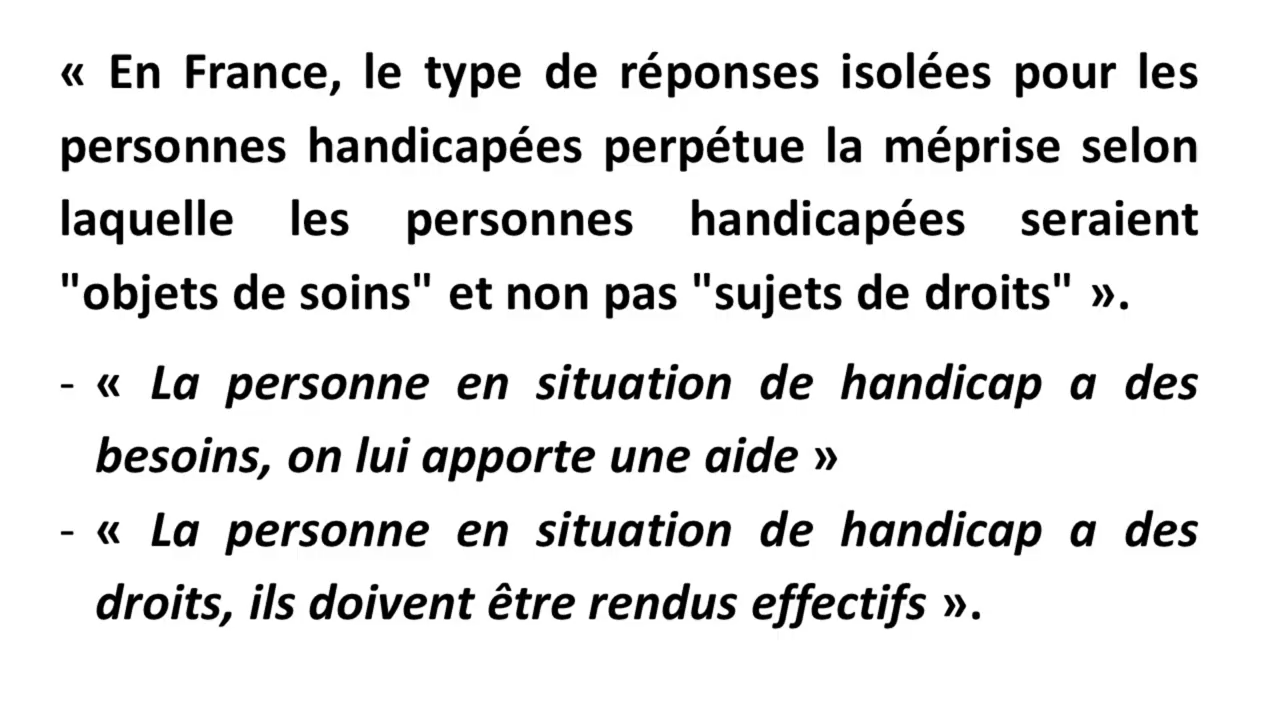 « En France, le type de réponses isolées pour les
personnes handicapées perpétue la méprise selon
laquelle les personnes handicapées seraient
"objets de soins" et non pas "sujets de droits" ».
- « La personne en situation de handicap a des
besoins, on lui apporte une aide »
- « La personne en situation de handicap a des
droits, ils doivent être rendus effectifs ».